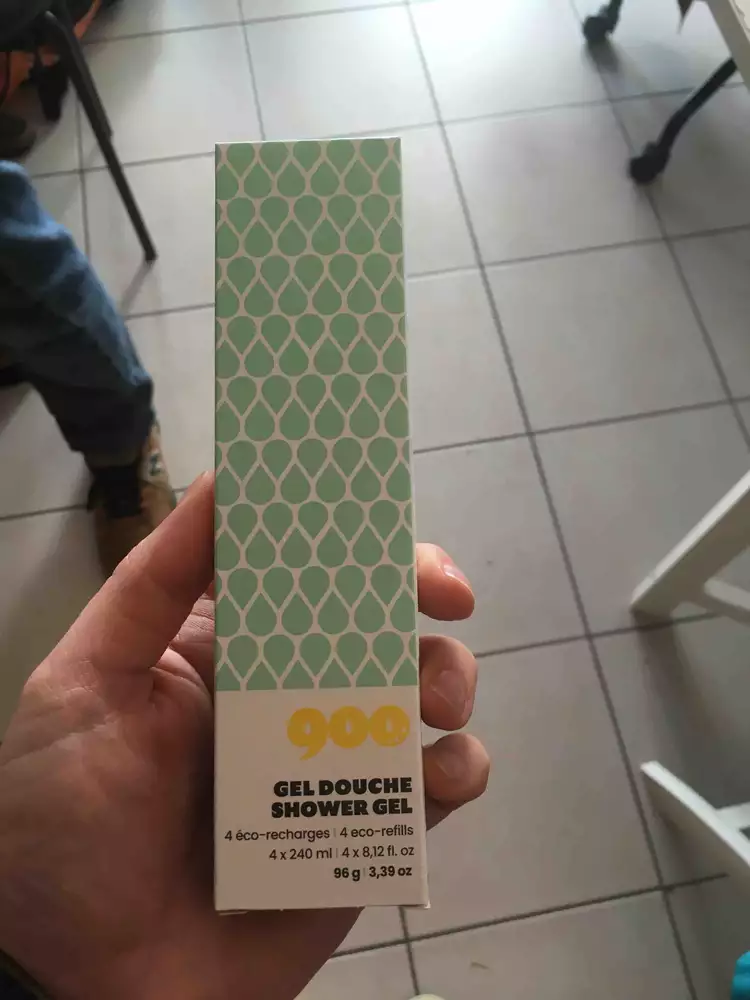 900
GEL DOUCHE
SHOWER GEL
4 éco-recharges | 4 eco-refills
4 x 240 ml | 4 x 8,12 fl. oz
96 g | 3,39 oz